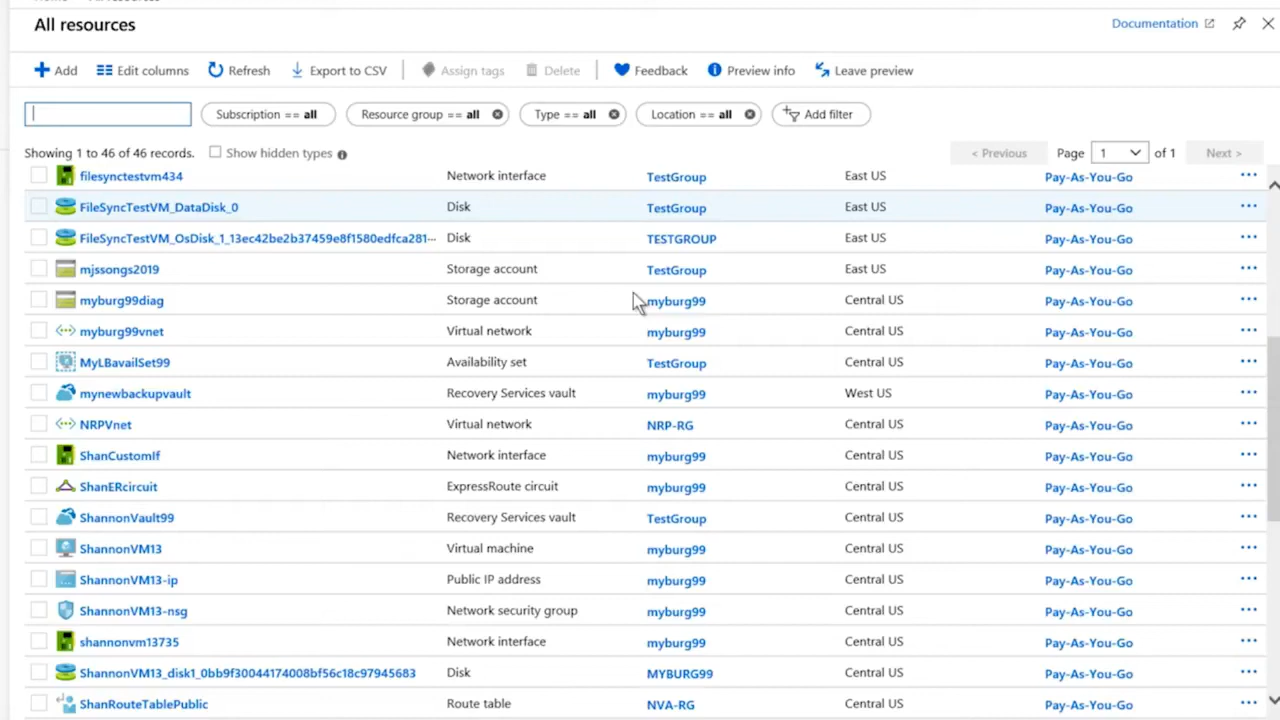 All resources Documentation
Add Edit columns Refresh Export to CSV Assign tags Delete Feedback Preview info Leave preview
Subscription == all Resource group == all Type == all Location == all Add filter
Showing 1 to 46 of 46 records. Show hidden types < Previous Page 1 of 1 Next >
filesynctestvm434 Network interface TestGroup East US Pay-As-You-Go
FileSyncTestVM_DataDisk_0 Disk TestGroup East US Pay-As-You-Go
FileSyncTestVM_OsDisk_1_13ec42be2b37459e8f1580edfca281··· Disk TESTGROUP East US Pay-As-You-Go
mjssongs2019 Storage account TestGroup East US Pay-As-You-Go
myburg99diag Storage account myburg99 Central US Pay-As-You-Go
myburg99vnet Virtual network myburg99 Central US Pay-As-You-Go
MyLBavailSet99 Availability set TestGroup Central US Pay-As-You-Go
mynewbackupvault Recovery Services vault myburg99 West US Pay-As-You-Go
NRPVnet Virtual network NRP-RG Central US Pay-As-You-Go
ShanCustomIf Network interface myburg99 Central US Pay-As-You-Go
ShanERcircuit ExpressRoute circuit myburg99 Central US Pay-As-You-Go
ShannonVault99 Recovery Services vault TestGroup Central US Pay-As-You-Go
ShannonVM13 Virtual machine myburg99 Central US Pay-As-You-Go
ShannonVM13-ip Public IP address myburg99 Central US Pay-As-You-Go
ShannonVM13-nsg Network security group myburg99 Central US Pay-As-You-Go
shannonvm13735 Network interface myburg99 Central US Pay-As-You-Go
ShannonVM13_disk1_0bb9f30044174008bf56c18c97945683 Disk MYBURG99 Central US Pay-As-You-Go
ShanRouteTablePublic Route table NVA-RG Central US Pay-As-You-Go